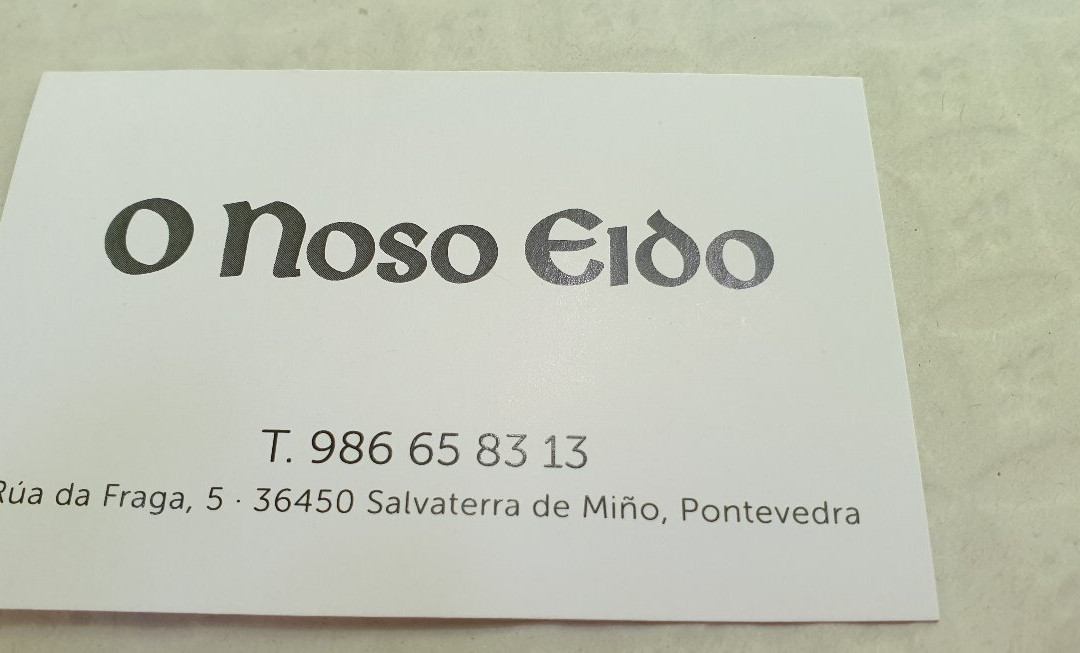 O Noso Eido
T. 986 65 83 13
Rúa da Fraga, 5 · 36450 Salvaterra de Miño, Pontevedra